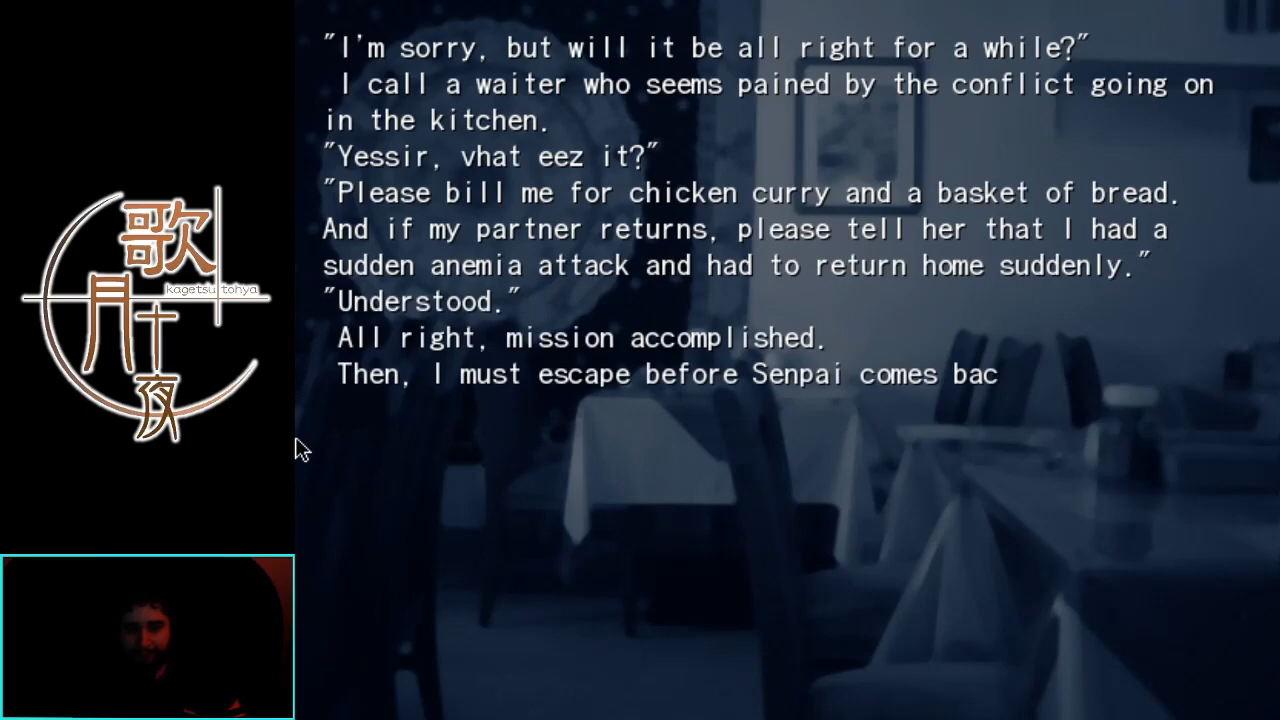 "I'm sorry, but will it be all right for a while?"
I call a waiter who seems pained by the conflict going on
in the kitchen.
"Yessir, vhat eez it?"
"Please bill me for chicken curry and a basket of bread.
And if my partner returns, please tell her that I had a
sudden anemia attack and had to return home suddenly."
"Understood."
All right, mission accomplished.
Then, I must escape before Senpai comes bac
歌
kagetsu tohya
月
十
夜